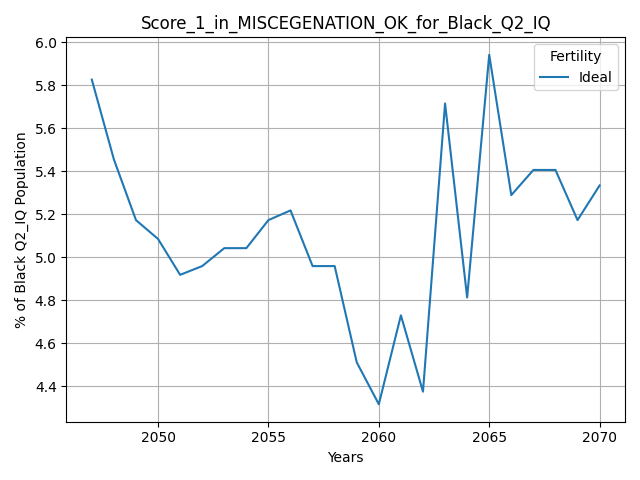 Score_1_in_MISCEGENATION_OK_for_Black_Q2_IQ
Fertility
Ideal
% of Black Q2_IQ Population
6.0
5.8
5.6
5.4
5.2
5.0
4.8
4.6
4.4
2050 2055 2060 2065 2070
Years